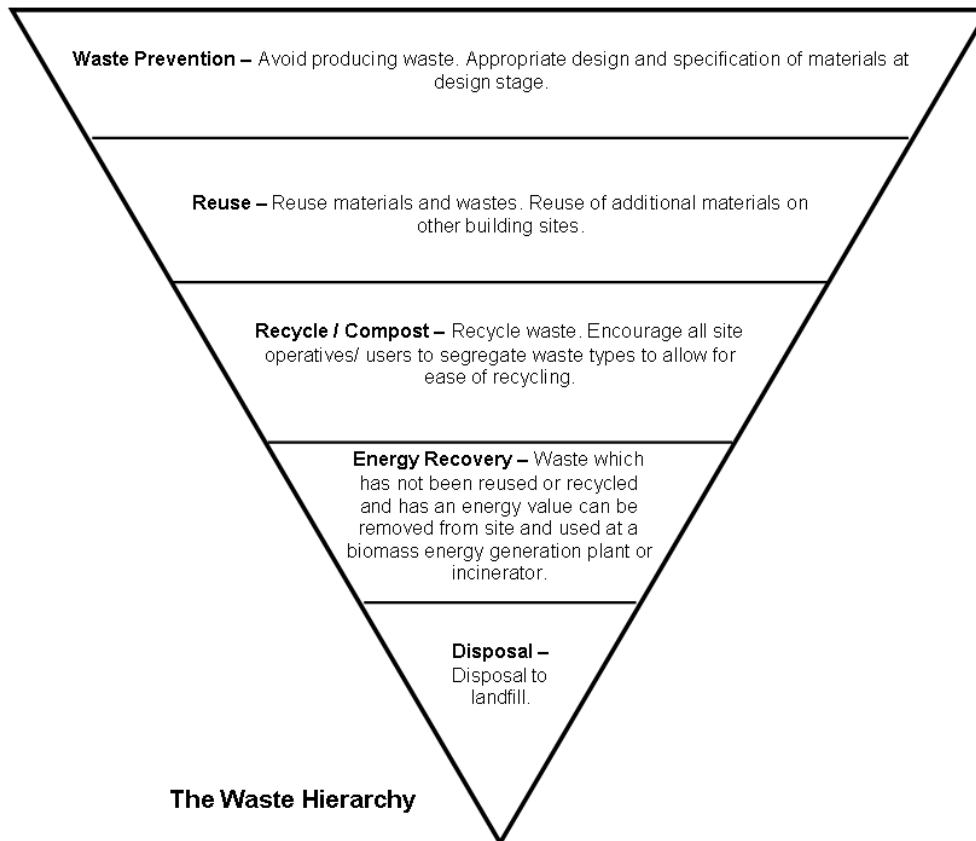 Waste Prevention – Avoid producing waste. Appropriate design and specification of materials at
design stage.
Reuse – Reuse materials and wastes. Reuse of additional materials on
other building sites.
Recycle / Compost – Recycle waste. Encourage all site
operatives/ users to segregate waste types to allow for
ease of recycling.
Energy Recovery – Waste which
has not been reused or recycled
and has an energy value can be
removed from site and used at a
biomass energy generation plant or
incinerator.
Disposal –
Disposal to
landfill.
The Waste Hierarchy